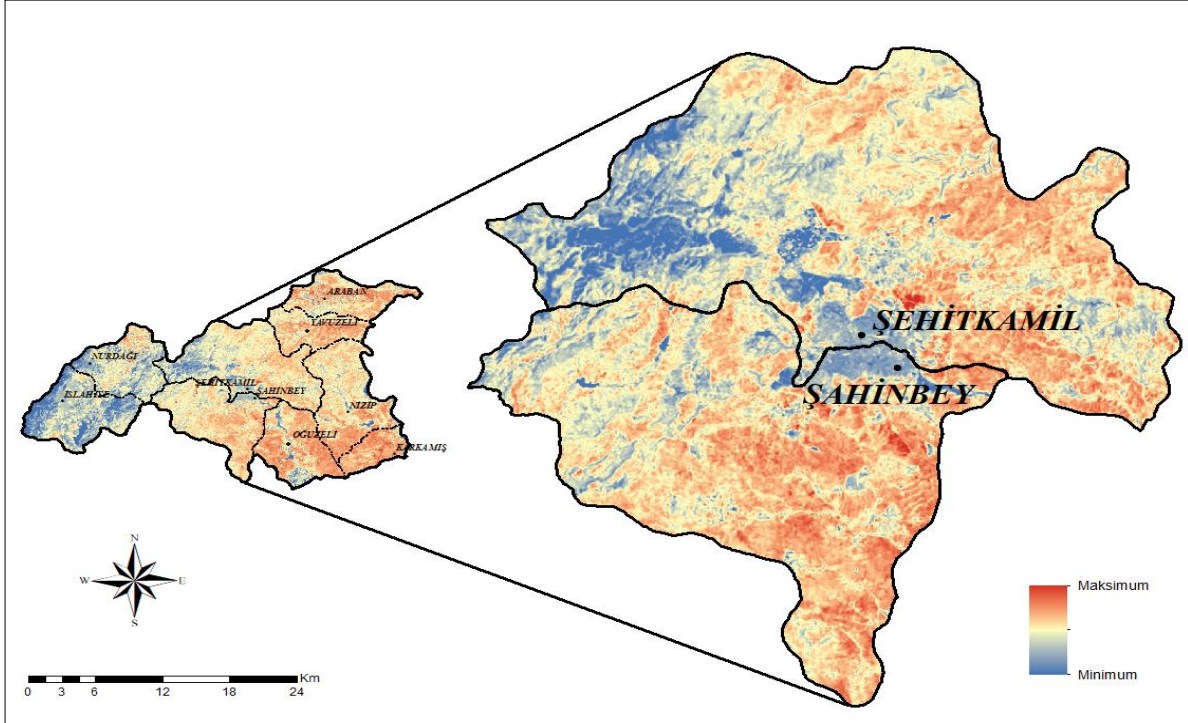 ARABAN
YAVUZELİ
NURDAĞI
ŞEHİTKAMİL
ŞAHİNBEY
İSLAHİYE
NİZİP
OĞUZELİ
KARKAMIŞ
ŞEHİTKAMİL
ŞAHİNBEY
N
W E
S
Maksimum
Minimum
Km
0 3 6 12 18 24